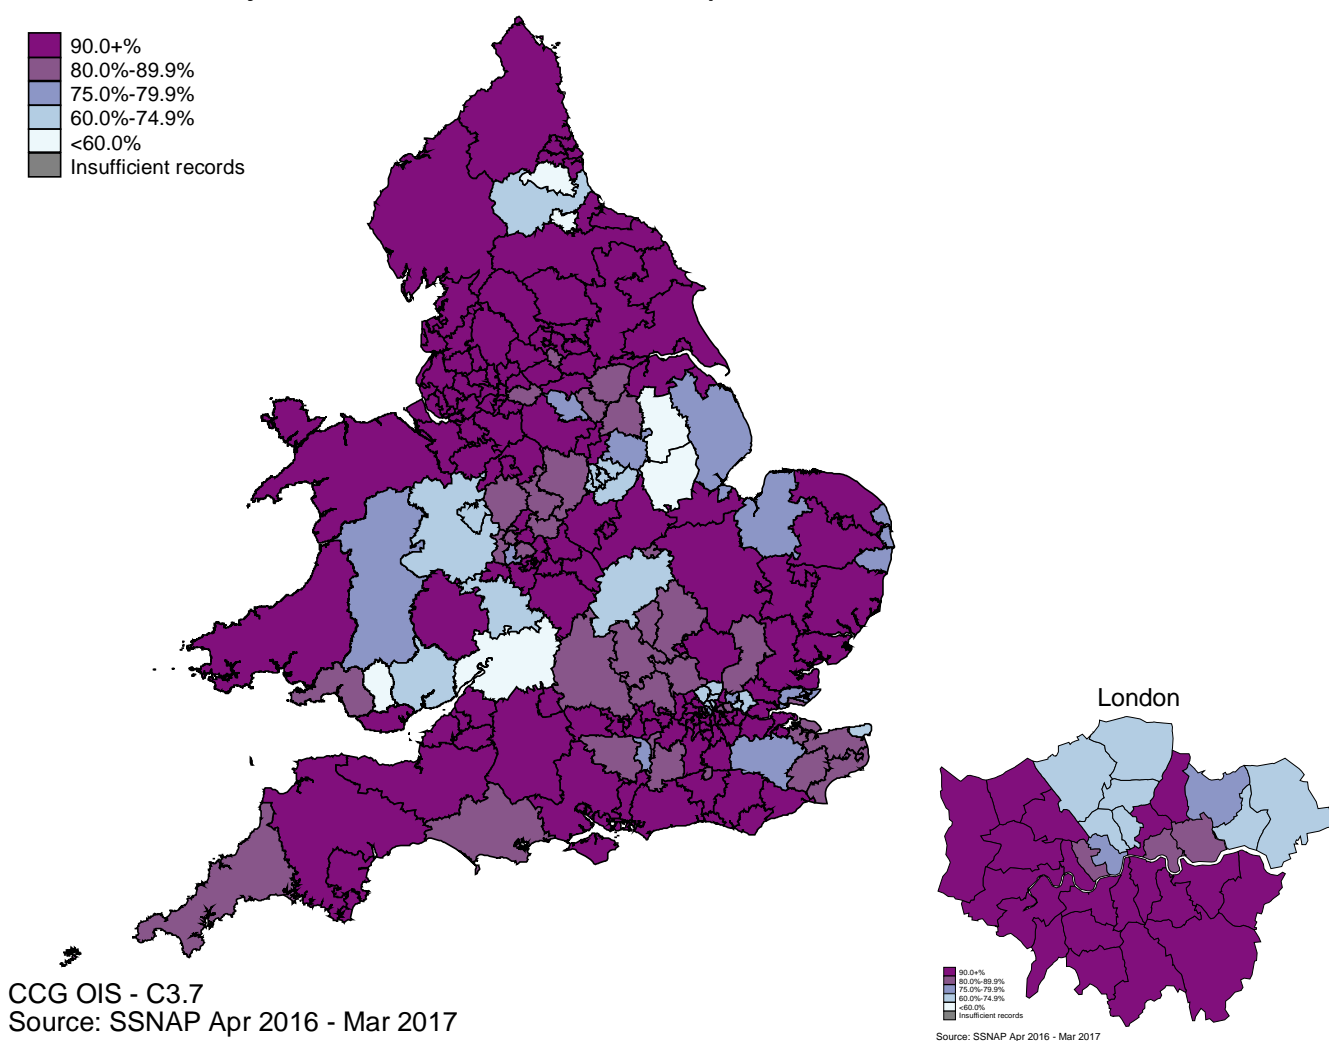 90.0+%
80.0%-89.9%
75.0%-79.9%
60.0%-74.9%
<60.0%
Insufficient records
London
90.0+%
80.0%-89.9%
75.0%-79.9%
60.0%-74.9%
<60.0%
Insufficient records
Source: SSNAP Apr 2016 - Mar 2017
CCG OIS - C3.7
Source: SSNAP Apr 2016 - Mar 2017